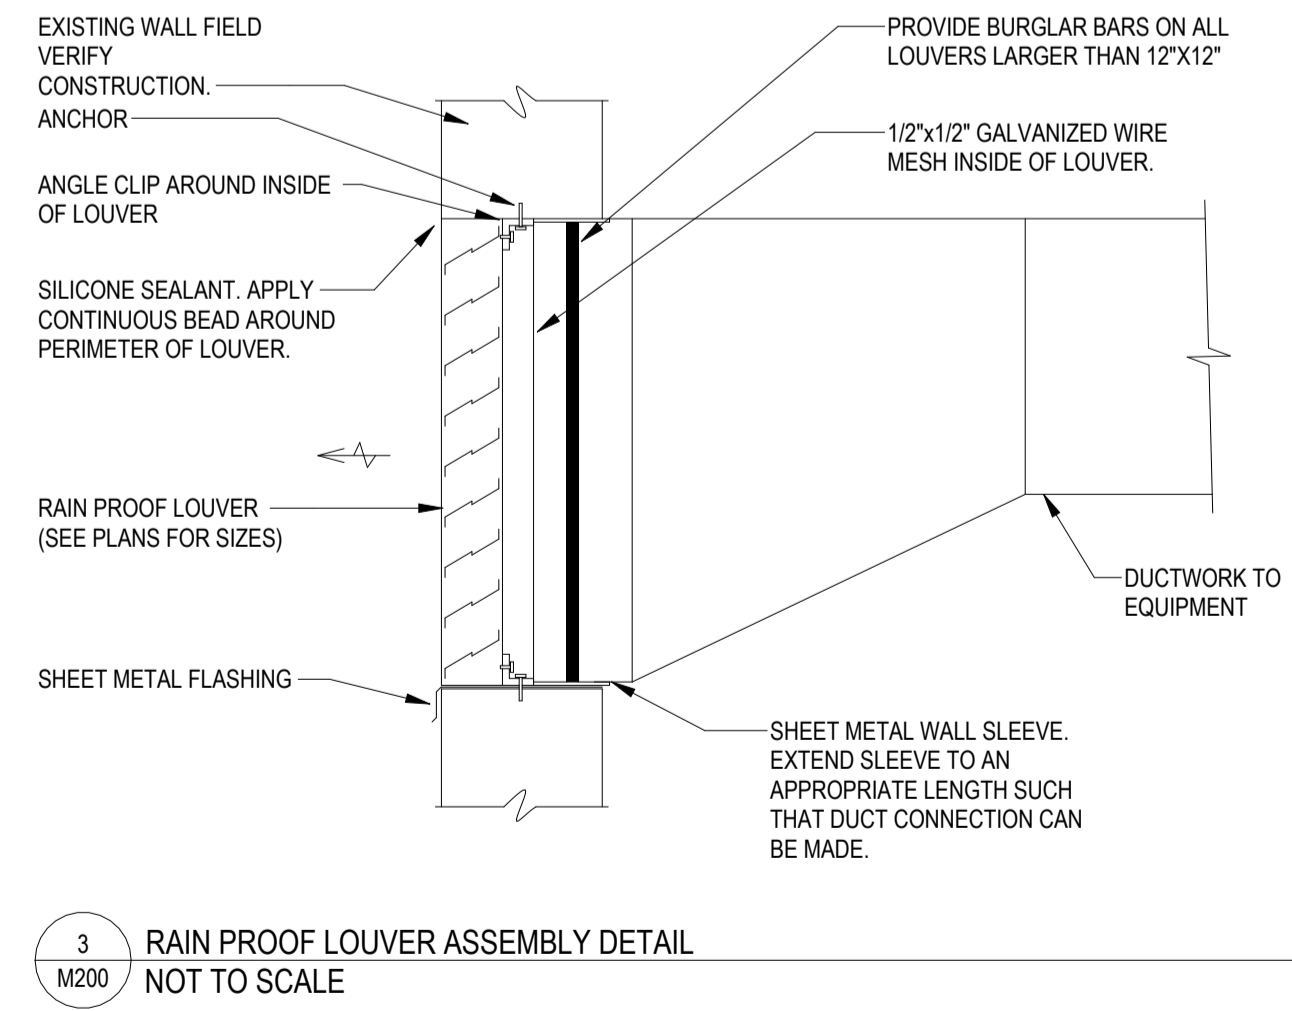 EXISTING WALL FIELD
VERIFY
CONSTRUCTION.
ANCHOR
ANGLE CLIP AROUND INSIDE
OF LOUVER
SILICONE SEALANT. APPLY
CONTINUOUS BEAD AROUND
PERIMETER OF LOUVER.
RAIN PROOF LOUVER
(SEE PLANS FOR SIZES)
SHEET METAL FLASHING
PROVIDE BURGLAR BARS ON ALL
LOUVERS LARGER THAN 12"X12"
1/2"x1/2" GALVANIZED WIRE
MESH INSIDE OF LOUVER.
DUCTWORK TO
EQUIPMENT
SHEET METAL WALL SLEEVE.
EXTEND SLEEVE TO AN
APPROPRIATE LENGTH SUCH
THAT DUCT CONNECTION CAN
BE MADE.
3
M200
RAIN PROOF LOUVER ASSEMBLY DETAIL
NOT TO SCALE